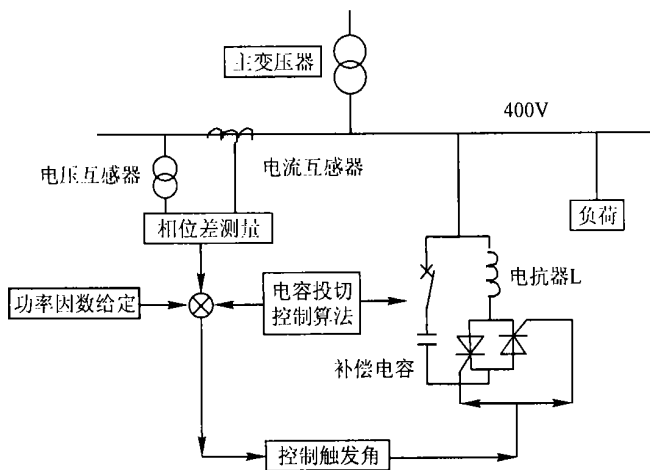 主变压器
400V
电压互感器
电流互感器
相位差测量
负荷
功率因数给定
电容投切
控制算法
电抗器L
补偿电容
控制触发角